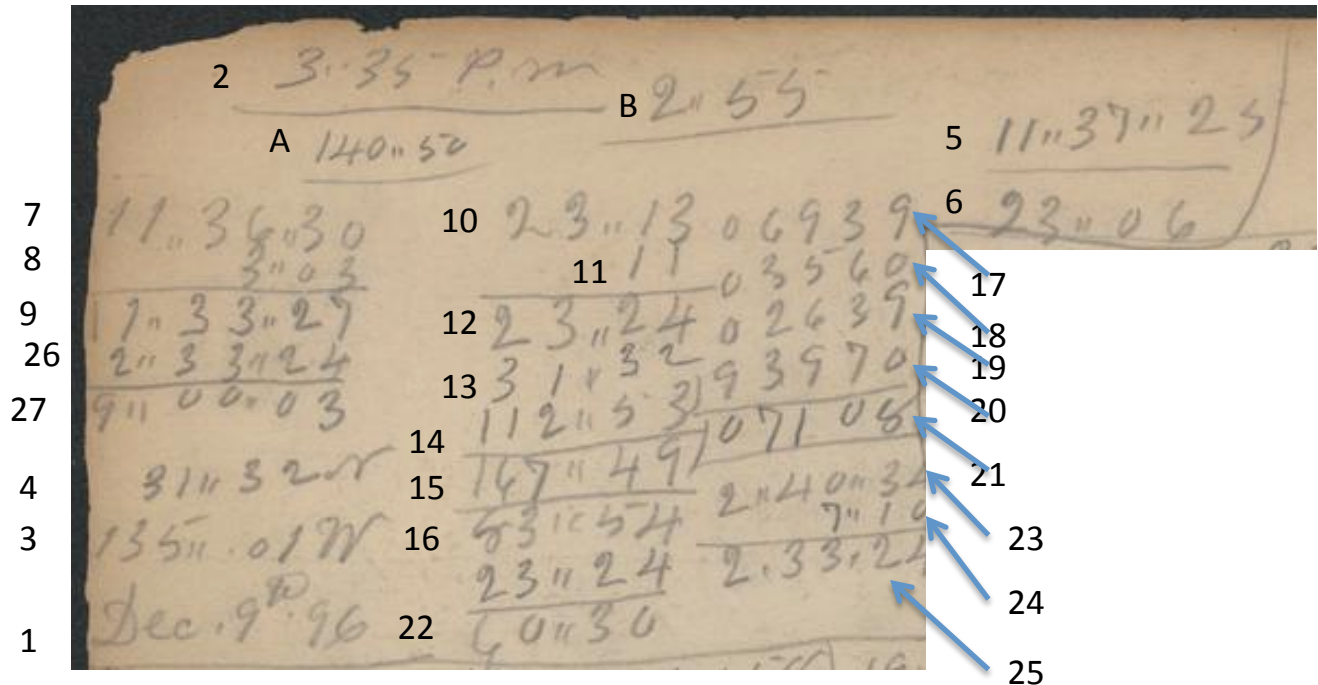 2 3..35 P.m
B 2,,55
A 140,,50
5 11,,37,,25
7 11,,36,,30 10 23,,13 06939 6 23,,06
8 3,,03 11 11 03560 17
9 11,,33,,27 12 23,,24 02639 18
26 2,,33,,24 13 31,,32 93970 19
27 9,,00,,03 14 112,,53 107108 20
4 31,,32 N 15 167,,49 2,,40,,34 21
3 135,,01 W 16 83,,54 7,,10 23
23,,24 2.33.24 24
1 Dec. 9th. 96 22 60,,30 25